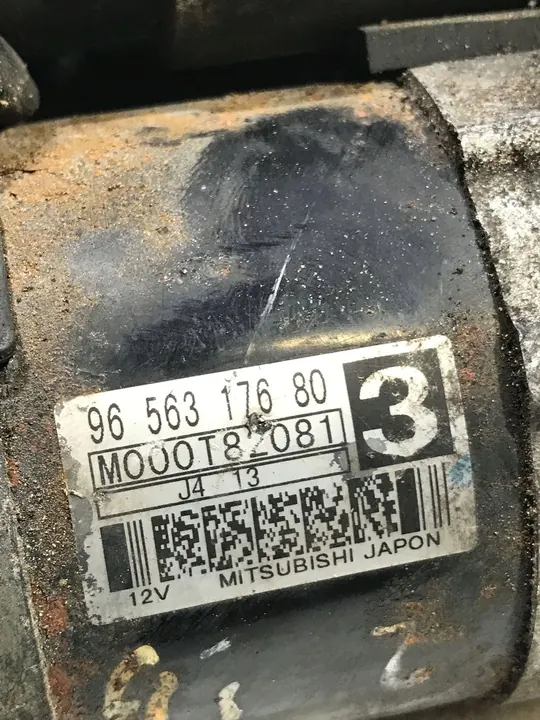 96 563 176 80
3
M000T82081
J4 13
12V
MITSUBISHI JAPON